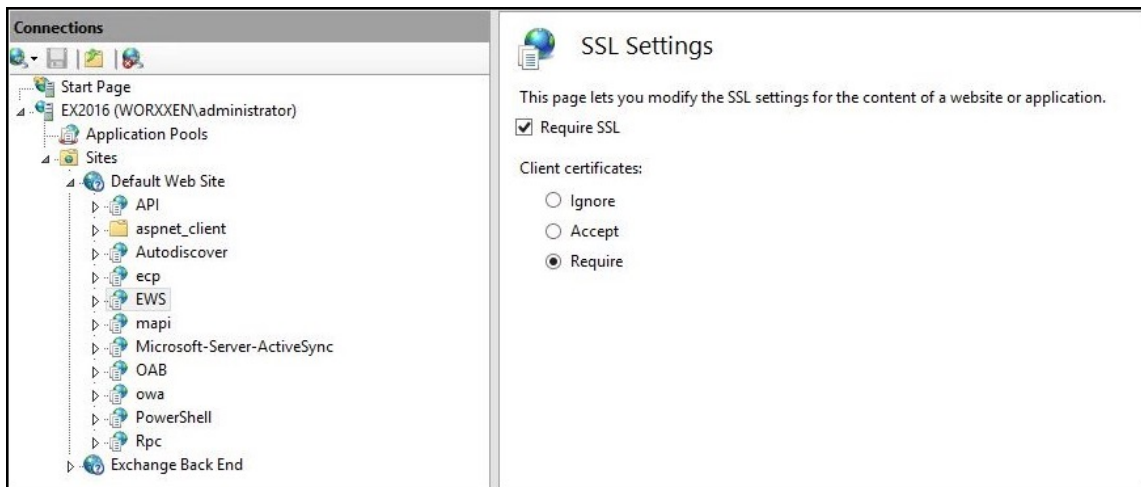 Connections
Start Page
EX2016 (WORXXEN\administrator)
Application Pools
Sites
Default Web Site
API
aspnet_client
Autodiscover
ecp
EWS
mapi
Microsoft-Server-ActiveSync
OAB
owa
PowerShell
Rpc
Exchange Back End
SSL Settings
This page lets you modify the SSL settings for the content of a website or application.
Require SSL
Client certificates:
Ignore
Accept
Require